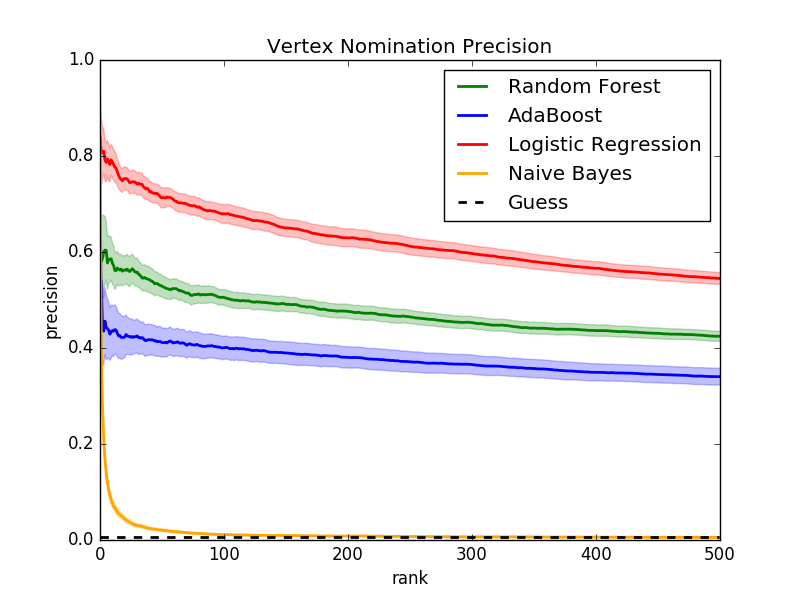 Vertex Nomination Precision
1.0
0.8
0.6
0.4
0.2
0.0
precision
Random Forest
AdaBoost
Logistic Regression
Naive Bayes
Guess
0 100 200 300 400 500
rank